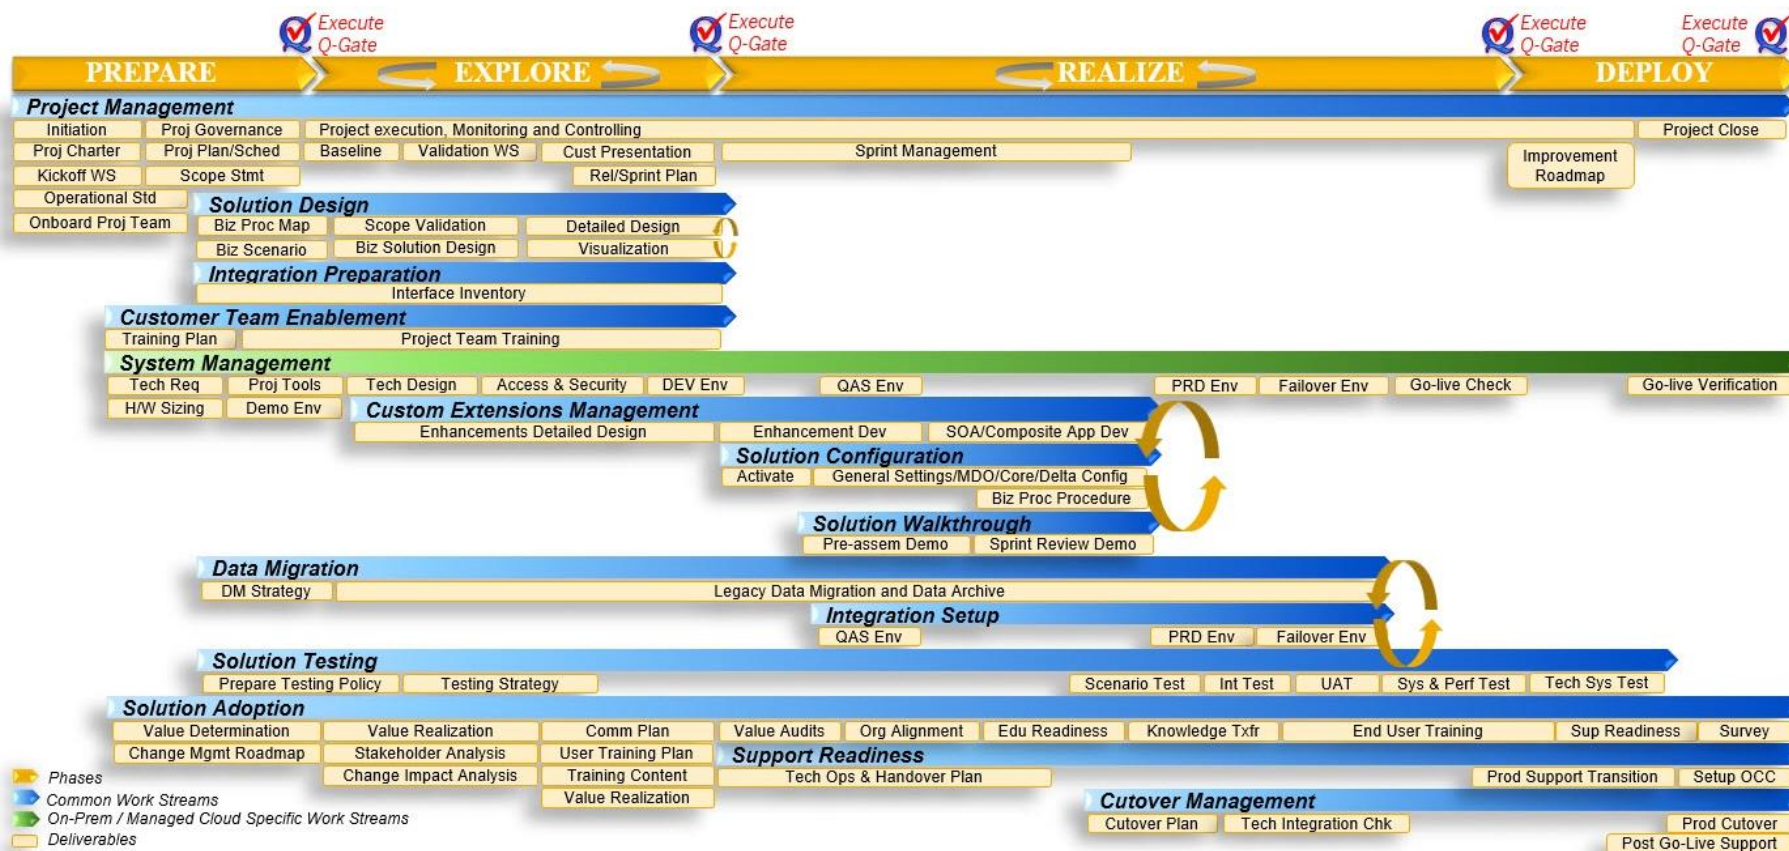 Execute
Q-Gate
Execute
Q-Gate
Execute
Q-Gate
Execute
Q-Gate
PREPARE
EXPLORE
REALIZE
DEPLOY
Project Management
Initiation
Proj Governance
Project execution, Monitoring and Controlling
Project Close
Proj Charter
Proj Plan/Sched
Baseline
Validation WS
Cust Presentation
Sprint Management
Improvement
Roadmap
Kickoff WS
Scope Stmt
Rel/Sprint Plan
Operational Std
Onboard Proj Team
Solution Design
Biz Proc Map
Scope Validation
Detailed Design
Biz Scenario
Biz Solution Design
Visualization
Integration Preparation
Interface Inventory
Customer Team Enablement
Training Plan
Project Team Training
System Management
Tech Req
Proj Tools
Tech Design
Access & Security
DEV Env
QAS Env
PRD Env
Failover Env
Go-live Check
Go-live Verification
H/W Sizing
Demo Env
Custom Extensions Management
Enhancements Detailed Design
Enhancement Dev
SOA/Composite App Dev
Solution Configuration
Activate
General Settings/MDO/Core/Delta Config
Biz Proc Procedure
Solution Walkthrough
Pre-assem Demo
Sprint Review Demo
Data Migration
DM Strategy
Legacy Data Migration and Data Archive
Integration Setup
QAS Env
PRD Env
Failover Env
Solution Testing
Prepare Testing Policy
Testing Strategy
Scenario Test
Int Test
UAT
Sys & Perf Test
Tech Sys Test
Solution Adoption
Value Determination
Value Realization
Comm Plan
Value Audits
Org Alignment
Edu Readiness
Knowledge Txfr
End User Training
Sup Readiness
Survey
Change Mgmt Roadmap
Stakeholder Analysis
User Training Plan
Change Impact Analysis
Training Content
Value Realization
Support Readiness
Tech Ops & Handover Plan
Prod Support Transition
Setup OCC
Cutover Management
Cutover Plan
Tech Integration Chk
Prod Cutover
Post Go-Live Support
Phases
Common Work Streams
On-Prem / Managed Cloud Specific Work Streams
Deliverables